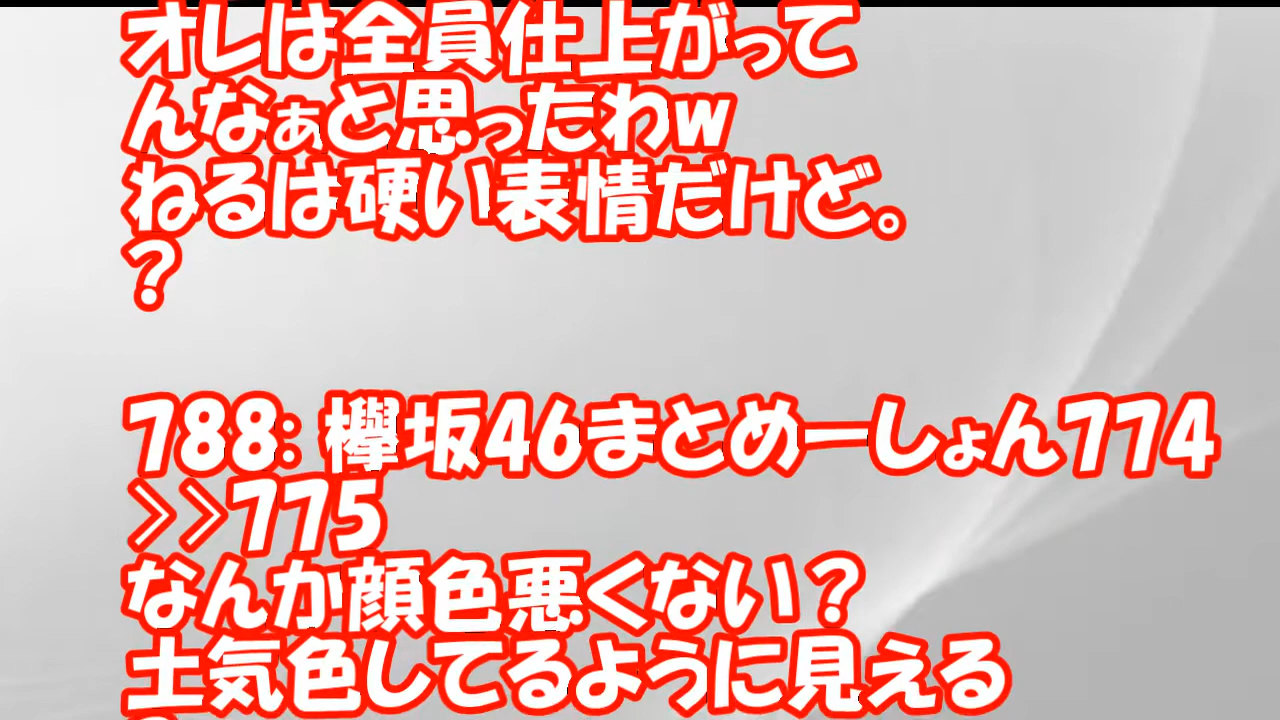 オレは全員仕上がって
んなぁと思ったわw
ねるは硬い表情だけど。
?
788: 欅坂46まとめーしょん774
>>775
なんか顔色悪くない?
土気色してるように見える